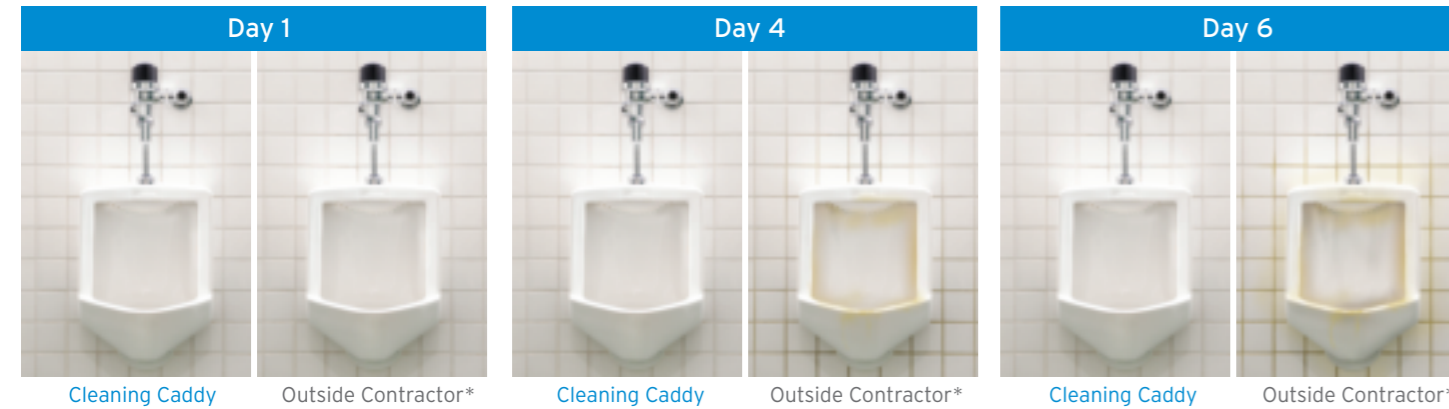 Day 1
Day 4
Day 6
Cleaning Caddy
Outside Contractor*
Cleaning Caddy
Outside Contractor*
Cleaning Caddy
Outside Contractor*